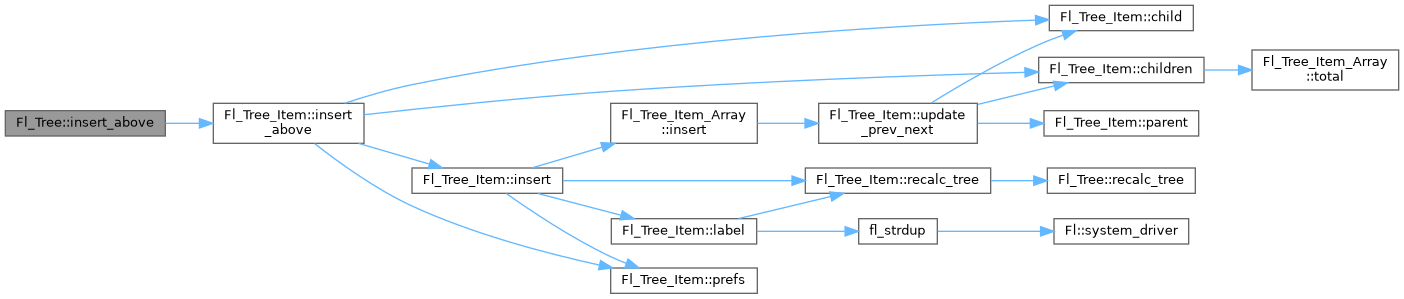 Fl_Tree::insert_above
Fl_Tree_Item::insert
_above
Fl_Tree_Item::child
Fl_Tree_Item::children
Fl_Tree_Item_Array
::total
Fl_Tree_Item_Array
::insert
Fl_Tree_Item::update
_prev_next
Fl_Tree_Item::parent
Fl_Tree_Item::insert
Fl_Tree_Item::recalc_tree
Fl_Tree::recalc_tree
Fl_Tree_Item::label
fl_strdup
Fl::system_driver
Fl_Tree_Item::prefs